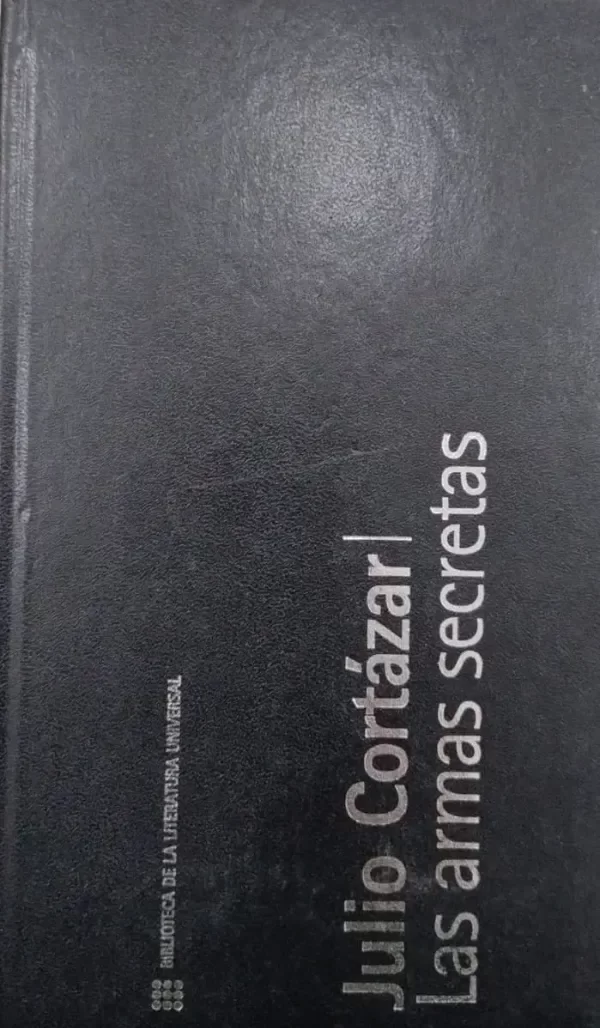 BIBLIOTECA DE LA LITERATURA UNIVERSAL
Julio Cortázar|
Las armas secretas